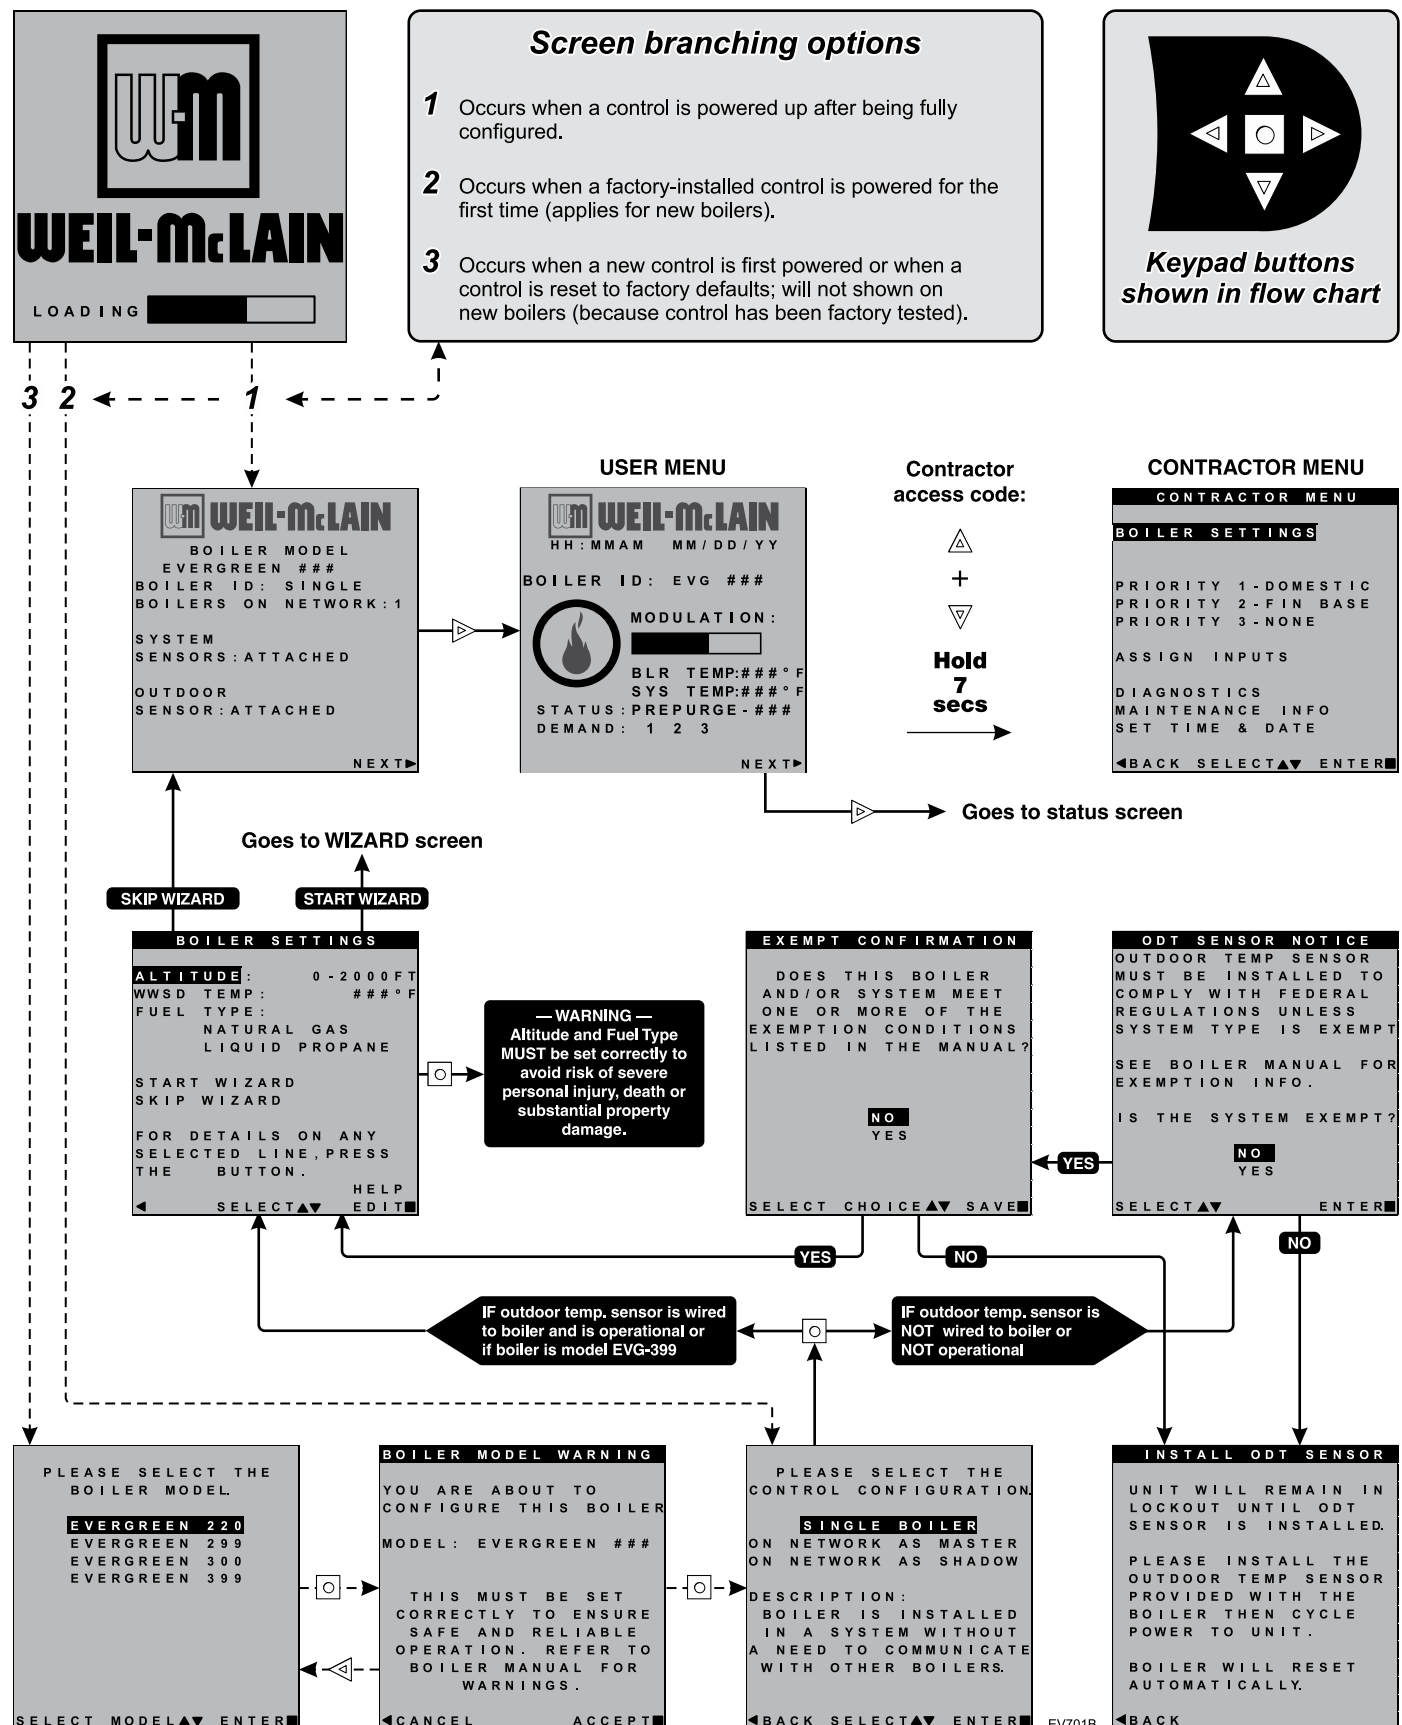 WM
WEIL-McLAIN
LOADING
Screen branching options
1 Occurs when a control is powered up after being fully
configured.
2 Occurs when a factory-installed control is powered for the
first time (applies for new boilers).
3 Occurs when a new control is first powered or when a
control is reset to factory defaults; will not shown on
new boilers (because control has been factory tested).
Keypad buttons
shown in flow chart
3 2 1
WM WEIL-McLAIN
BOILER MODEL
EVERGREEN ###
BOILER ID: SINGLE
BOILERS ON NETWORK:1
SYSTEM
SENSORS:ATTACHED
OUTDOOR
SENSOR:ATTACHED
NEXT►
USER MENU
WM WEIL-McLAIN
HH:MMAM MM/DD/YY
BOILER ID: EVG ###
MODULATION:
BLR TEMP:###°F
SYS TEMP:###°F
STATUS:PREPURGE-###
DEMAND: 1 2 3
NEXT►
Goes to status screen
Contractor
access code:
+
Hold
7
secs
CONTRACTOR MENU
CONTRACTOR MENU
BOILER SETTINGS
PRIORITY 1-DOMESTIC
PRIORITY 2-FIN BASE
PRIORITY 3-NONE
ASSIGN INPUTS
DIAGNOSTICS
MAINTENANCE INFO
SET TIME & DATE
◄BACK SELECT▲▼ ENTER■
Goes to WIZARD screen
SKIP WIZARD
START WIZARD
BOILER SETTINGS
ALTITUDE: 0-2000FT
WWSD TEMP: ###°F
FUEL TYPE:
NATURAL GAS
LIQUID PROPANE
START WIZARD
SKIP WIZARD
FOR DETAILS ON ANY
SELECTED LINE,PRESS
THE BUTTON.
HELP
◄ SELECT▲▼ EDIT■
— WARNING —
Altitude and Fuel Type
MUST be set correctly to
avoid risk of severe
personal injury, death or
substantial property
damage.
EXEMPT CONFIRMATION
DOES THIS BOILER
AND/OR SYSTEM MEET
ONE OR MORE OF THE
EXEMPTION CONDITIONS
LISTED IN THE MANUAL?
NO
YES
SELECT CHOICE▲▼ SAVE■
YES
ODT SENSOR NOTICE
OUTDOOR TEMP SENSOR
MUST BE INSTALLED TO
COMPLY WITH FEDERAL
REGULATIONS UNLESS
SYSTEM TYPE IS EXEMPT
SEE BOILER MANUAL FOR
EXEMPTION INFO.
IS THE SYSTEM EXEMPT?
NO
YES
SELECT▲▼ ENTER■
YES
NO
NO
IF outdoor temp. sensor is wired
to boiler and is operational or
if boiler is model EVG-399
IF outdoor temp. sensor is
NOT wired to boiler or
NOT operational
PLEASE SELECT THE
BOILER MODEL.
EVERGREEN 220
EVERGREEN 299
EVERGREEN 300
EVERGREEN 399
SELECT MODEL▲▼ ENTER■
BOILER MODEL WARNING
YOU ARE ABOUT TO
CONFIGURE THIS BOILER
MODEL: EVERGREEN ###
THIS MUST BE SET
CORRECTLY TO ENSURE
SAFE AND RELIABLE
OPERATION. REFER TO
BOILER MANUAL FOR
WARNINGS.
◄CANCEL ACCEPT■
PLEASE SELECT THE
CONTROL CONFIGURATION.
SINGLE BOILER
ON NETWORK AS MASTER
ON NETWORK AS SHADOW
DESCRIPTION:
BOILER IS INSTALLED
IN A SYSTEM WITHOUT
A NEED TO COMMUNICATE
WITH OTHER BOILERS.
◄BACK SELECT▲▼ ENTER■
EV701B
INSTALL ODT SENSOR
UNIT WILL REMAIN IN
LOCKOUT UNTIL ODT
SENSOR IS INSTALLED.
PLEASE INSTALL THE
OUTDOOR TEMP SENSOR
PROVIDED WITH THE
BOILER THEN CYCLE
POWER TO UNIT.
BOILER WILL RESET
AUTOMATICALLY.
◄BACK